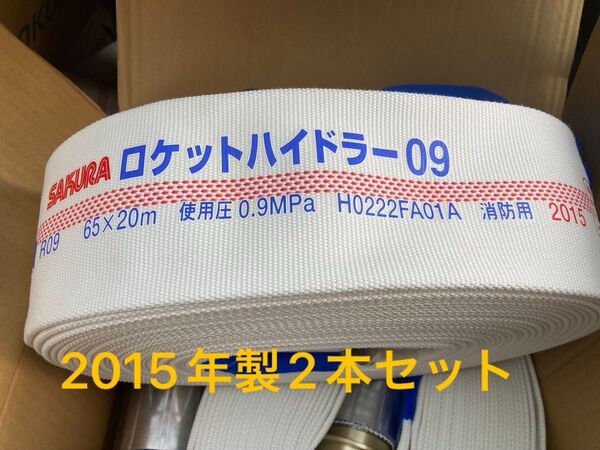 SAKURA ロケットハイドラー09
R09 65×20m 使用圧 0.9MPa H0222FA01A 消防用 2015
2015年製2本セット